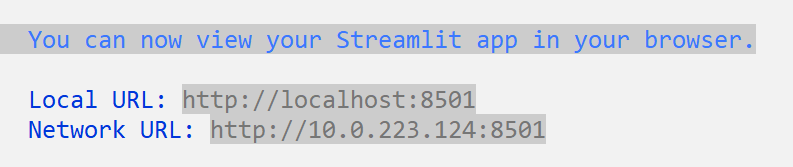 You can now view your Streamlit app in your browser.
Local URL: http://localhost:8501
Network URL: http://10.0.223.124:8501